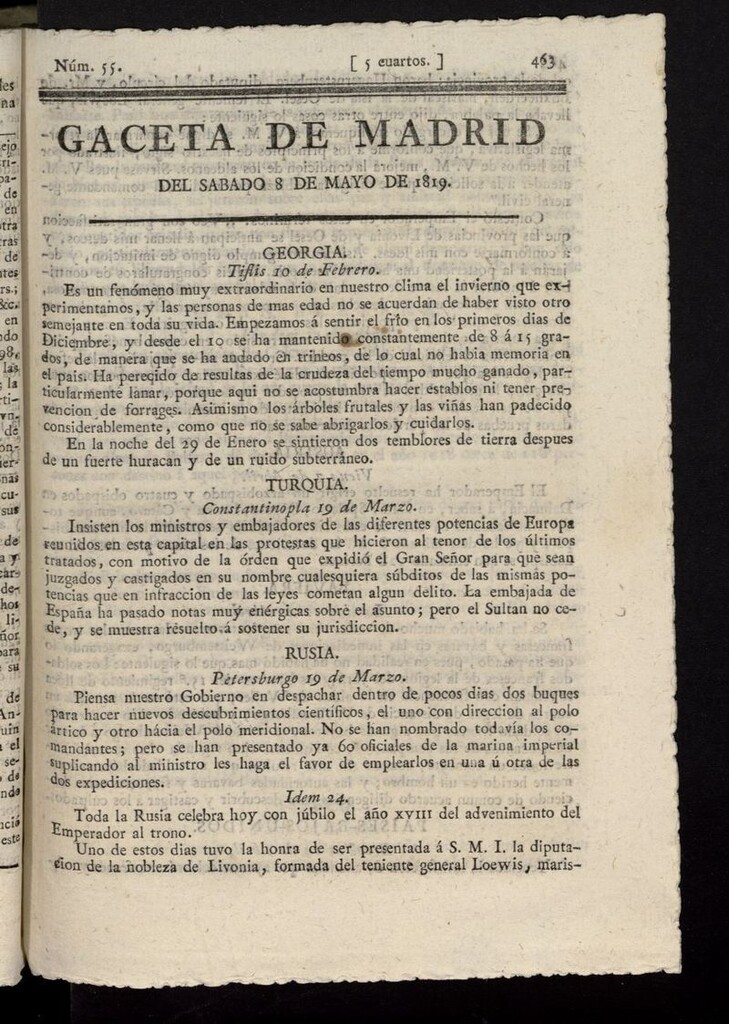 Núm. 55. [ 5 cuartos. ] 463
GACETA DE MADRID
DEL SABADO 8 DE MAYO DE 1819.
GEORGIA.
Tiflis 10 de Febrero.
Es un fenómeno muy extraordinario en nuestro clima el invierno que ex-
perimentamos, y las personas de mas edad no se acuerdan de haber visto otro
semejante en toda su vida. Empezamos á sentir el frio en los primeros dias de
Diciembre, y desde el 10 se ha mantenido constantemente de 8 á 15 gra-
dos, de manera que se ha andado en trineos, de lo cual no habia memoria en
el pais. Ha perecido de resultas de la crudeza del tiempo mucho ganado, par-
ticularmente lanar, porque aqui no se acostumbra hacer establos ni tener pre-
vencion de forrages. Asimismo los árboles frutales y las viñas han padecido
considerablemente, como que no se sabe abrigarlos y cuidarlos.
En la noche del 29 de Enero se sintieron dos temblores de tierra despues
de un fuerte huracan y de un ruido subterráneo.
TURQUIA.
Constantinopla 19 de Marzo.
Insisten los ministros y embajadores de las diferentes potencias de Europa
reunidos en esta capital en las protestas que hicieron al tenor de los últimos
tratados, con motivo de la órden que expidió el Gran Señor para que sean
juzgados y castigados en su nombre cualesquiera súbditos de las mismas po-
tencias que en infraccion de las leyes cometan algun delito. La embajada de
España ha pasado notas muy enérgicas sobre el asunto; pero el Sultan no ce-
de, y se muestra resuelto á sostener su jurisdiccion.
RUSIA.
Petersburgo 19 de Marzo.
Piensa nuestro Gobierno en despachar dentro de pocos dias dos buques
para hacer nuevos descubrimientos científicos, el uno con direccion al polo
ártico y otro hácia el polo meridional. No se han nombrado todavía los co-
mandantes; pero se han presentado ya 60 oficiales de la marina imperial
suplicando al ministro les haga el favor de emplearlos en una ú otra de las
dos expediciones.
Idem 24.
Toda la Rusia celebra hoy con júbilo el año XVIII del advenimiento del
Emperador al trono.
Uno de estos dias tuvo la honra de ser presentada á S. M. I. la diputa-
cion de la nobleza de Livonia, formada del teniente general Loewis, maris-